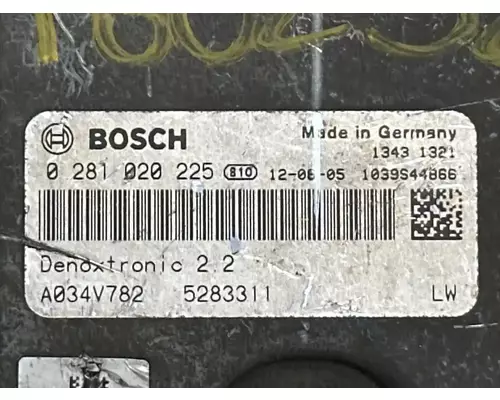 BOSCH
Made in Germany
1343 1321
0 281 020 225 810 12-06-05 1039S44866
Denoxtronic 2.2
A034V782 5283311 LW